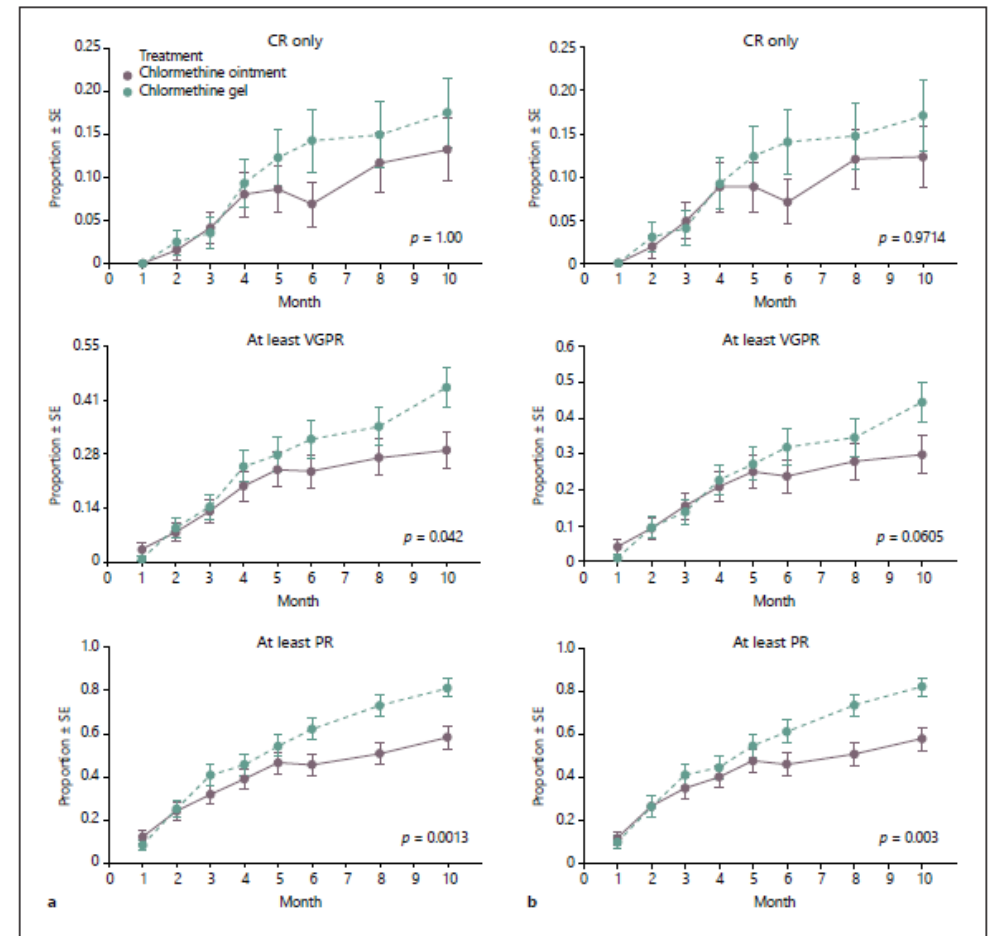 CR only
0.25
0.20
0.15
0.10
0.05
0
Proportion ± SE
Treatment
Chlormethine ointment
Chlormethine gel
p = 1.00
0 1 2 3 4 5 6 7 8 9 10
Month
CR only
0.25
0.20
0.15
0.10
0.05
0
Proportion ± SE
p = 0.9714
0 1 2 3 4 5 6 7 8 9 10
Month
At least VGPR
0.55
0.41
0.28
0.14
0
Proportion ± SE
p = 0.042
0 1 2 3 4 5 6 7 8 9 10
Month
At least VGPR
0.6
0.5
0.4
0.3
0.2
0.1
0
Proportion ± SE
p = 0.0605
0 1 2 3 4 5 6 7 8 9 10
Month
At least PR
1.0
0.8
0.6
0.4
0.2
0
Proportion ± SE
p = 0.0013
0 1 2 3 4 5 6 7 8 9 10
Month
a
At least PR
1.0
0.8
0.6
0.4
0.2
0
Proportion ± SE
p = 0.003
0 1 2 3 4 5 6 7 8 9 10
Month
b